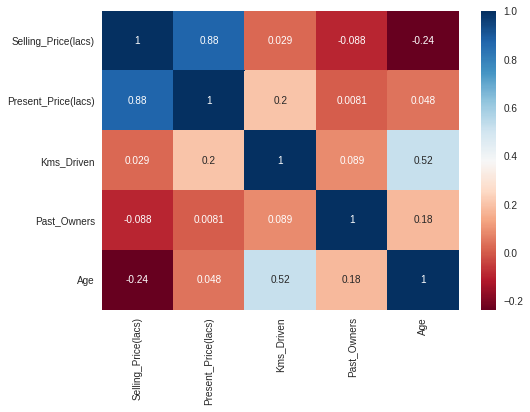 Selling_Price(lacs) 1 0.88 0.029 -0.088 -0.24
Present_Price(lacs) 0.88 1 0.2 0.0081 0.048
Kms_Driven 0.029 0.2 1 0.089 0.52
Past_Owners -0.088 0.0081 0.089 1 0.18
Age -0.24 0.048 0.52 0.18 1
Selling_Price(lacs)
Present_Price(lacs)
Kms_Driven
Past_Owners
Age
1.0
0.8
0.6
0.4
0.2
0.0
−0.2